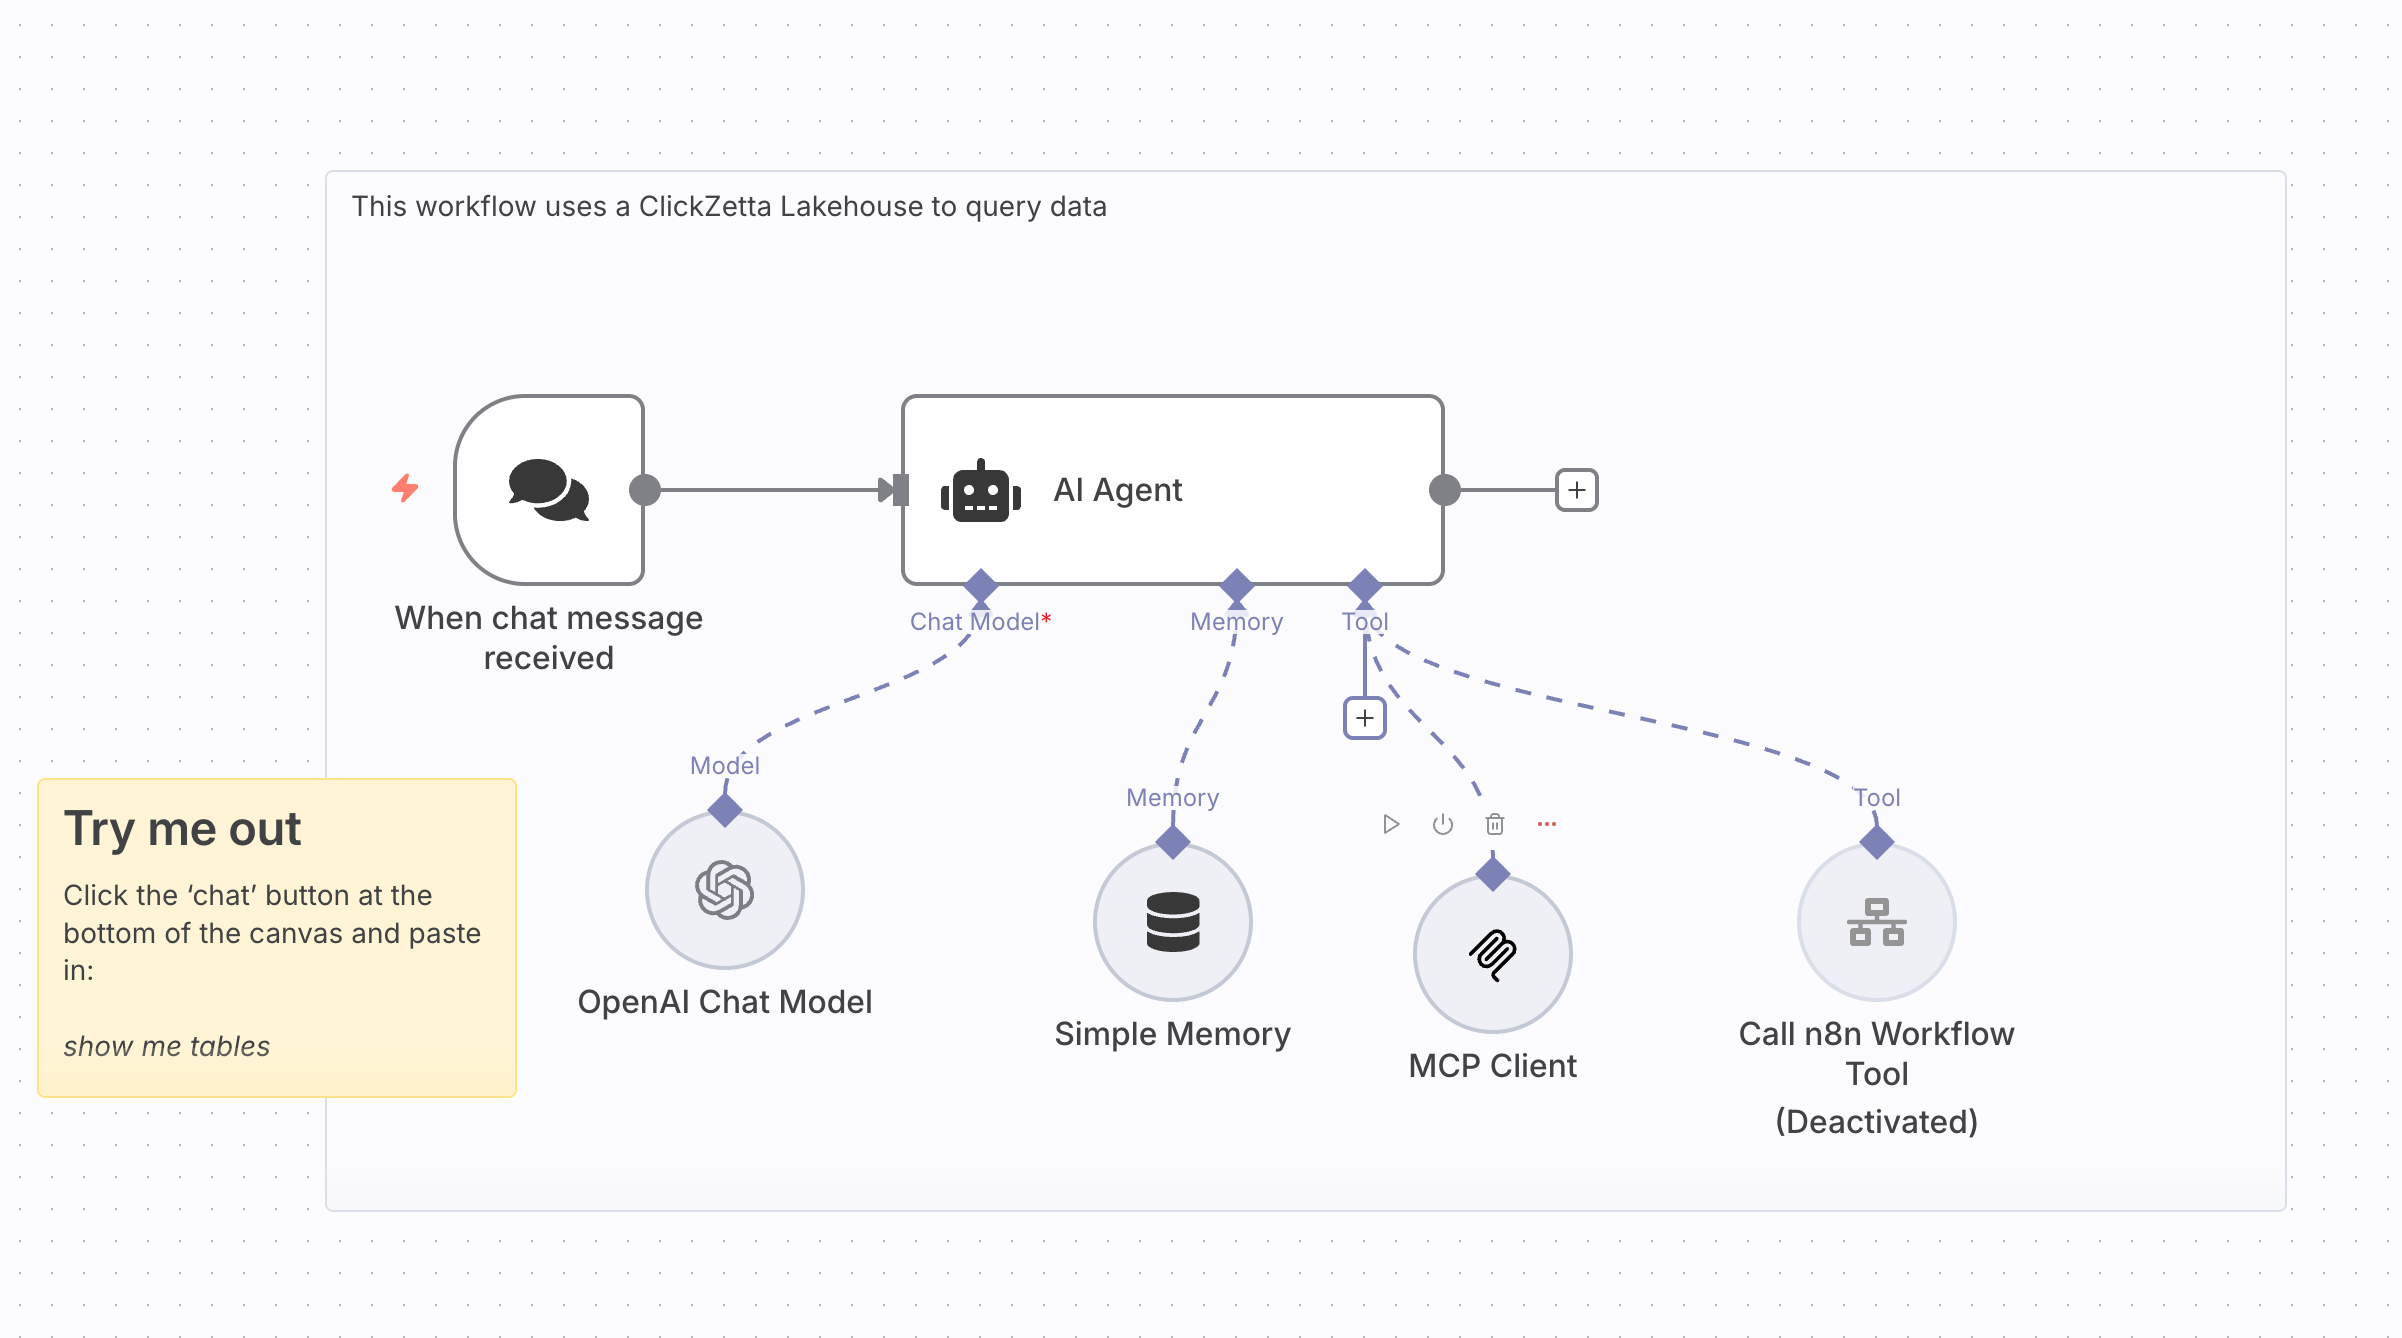 This workflow uses a ClickZetta Lakehouse to query data
AI Agent
When chat message
received
Chat Model*
Memory
Tool
Model
Memory
Tool
Try me out
Click the ‘chat’ button at the
bottom of the canvas and paste
in:
show me tables
OpenAI Chat Model
Simple Memory
MCP Client
Call n8n Workflow
Tool
(Deactivated)